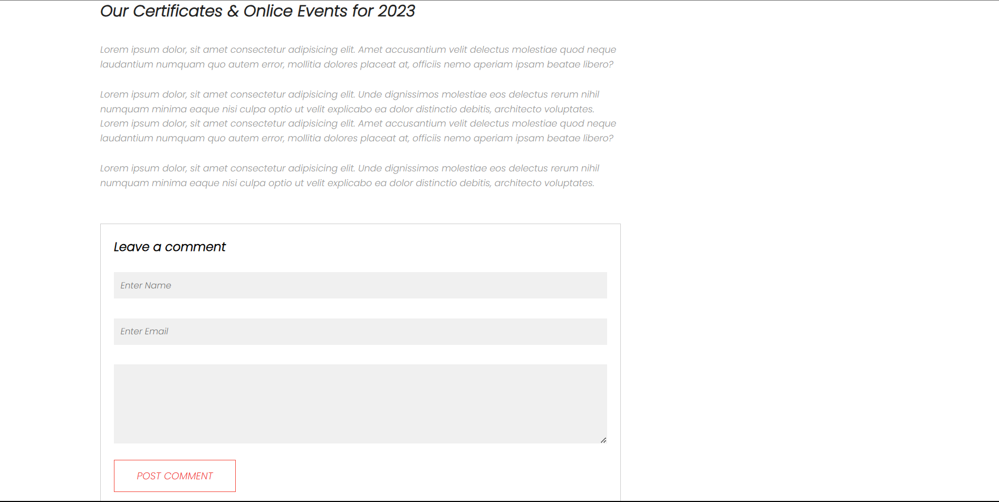 Our Certificates & Onlice Events for 2023
Lorem ipsum dolor, sit amet consectetur adipisicing elit. Amet accusantium velit delectus molestiae quod neque
laudantium numquam quo autem error, mollitia dolores placeat at, officiis nemo aperiam ipsam beatae libero?
Lorem ipsum dolor, sit amet consectetur adipisicing elit. Unde dignissimos molestiae eos delectus rerum nihil
numquam minima eaque nisi culpa optio ut velit explicabo ea dolor distinctio debitis, architecto voluptates.
Lorem ipsum dolor, sit amet consectetur adipisicing elit. Amet accusantium velit delectus molestiae quod neque
laudantium numquam quo autem error, mollitia dolores placeat at, officiis nemo aperiam ipsam beatae libero?
Lorem ipsum dolor, sit amet consectetur adipisicing elit. Unde dignissimos molestiae eos delectus rerum nihil
numquam minima eaque nisi culpa optio ut velit explicabo ea dolor distinctio debitis, architecto voluptates.
Leave a comment
Enter Name
Enter Email
POST COMMENT